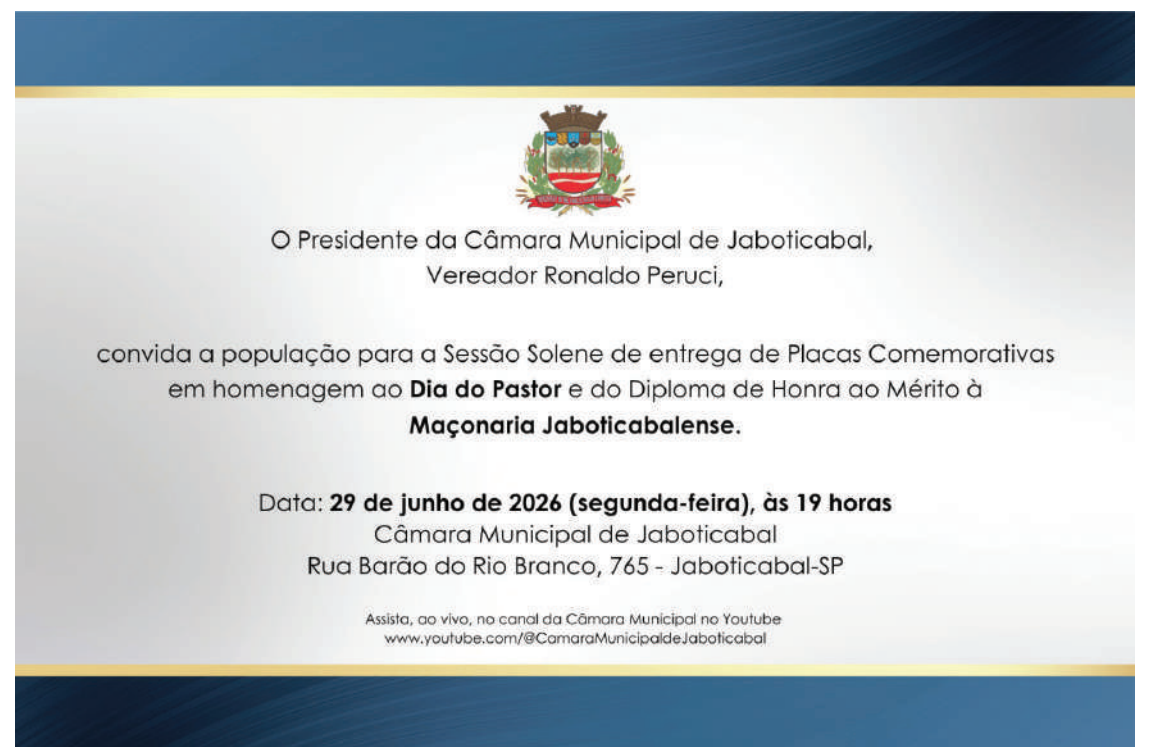 O Presidente da Câmara Municipal de Jaboticabal,
Vereador Ronaldo Peruci,
convida a população para a Sessão Solene de entrega de Placas Comemorativas
em homenagem ao Dia do Pastor e do Diploma de Honra ao Mérito à
Maçonaria Jaboticabalense.
Data: 29 de junho de 2026 (segunda-feira), às 19 horas
Câmara Municipal de Jaboticabal
Rua Barão do Rio Branco, 765 - Jaboticabal-SP
Assista, ao vivo, no canal da Câmara Municipal no Youtube
www.youtube.com/@CamaraMunicipaldeJaboticabal